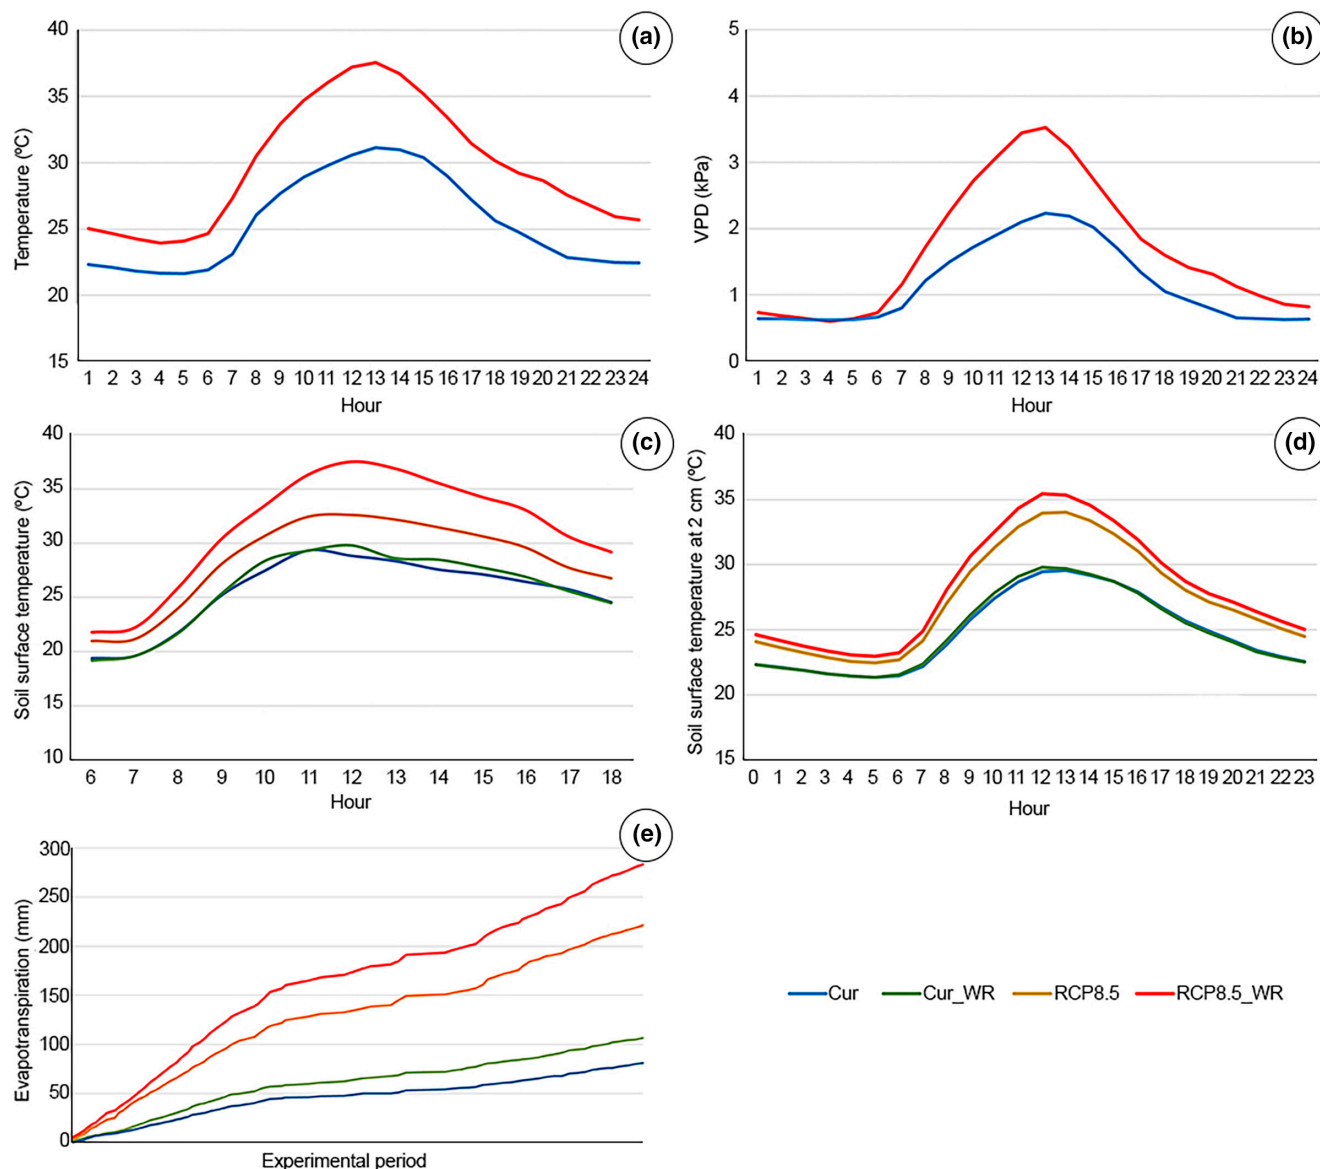 (a)
Temperature (ºC)
40
35
30
25
20
15
1 2 3 4 5 6 7 8 9 10 11 12 13 14 15 16 17 18 19 20 21 22 23 24
Hour
(b)
VPD (kPa)
5
4
3
2
1
0
1 2 3 4 5 6 7 8 9 10 11 12 13 14 15 16 17 18 19 20 21 22 23 24
Hour
(c)
Soil surface temperature (ºC)
40
35
30
25
20
15
10
6 7 8 9 10 11 12 13 14 15 16 17 18
Hour
(d)
Soil surface temperature at 2 cm (ºC)
40
35
30
25
20
15
0 1 2 3 4 5 6 7 8 9 10 11 12 13 14 15 16 17 18 19 20 21 22 23
Hour
(e)
Evapotranspiration (mm)
300
250
200
150
100
50
0
Experimental period
Cur Cur_WR RCP8.5 RCP8.5_WR